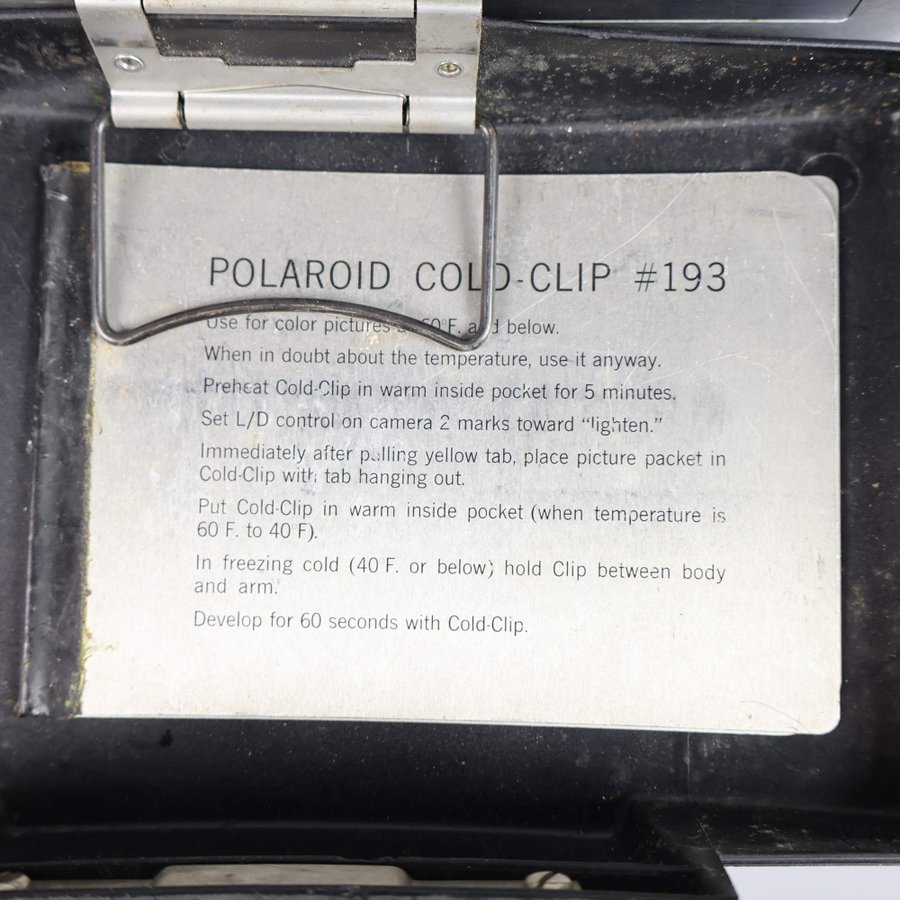 POLAROID COLD-CLIP #193
Use for color pictures at 60°F. and below.
When in doubt about the temperature, use it anyway.
Preheat Cold-Clip in warm inside pocket for 5 minutes.
Set L/D control on camera 2 marks toward “lighten.”
Immediately after pulling yellow tab, place picture packet in
Cold-Clip with tab hanging out.
Put Cold-Clip in warm inside pocket (when temperature is
60°F. to 40°F).
In freezing cold (40°F. or below) hold Clip between body
and arm.
Develop for 60 seconds with Cold-Clip.